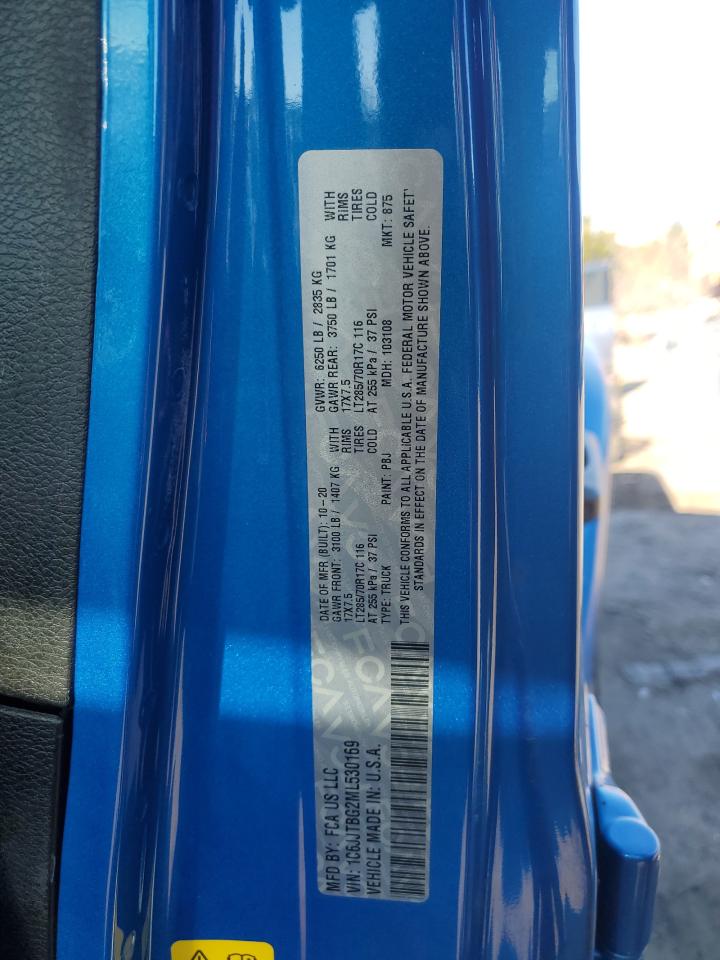 MFD BY: FCA US LLC
VIN: 1C6JJTBG2ML530169
VEHICLE MADE IN: U.S.A.
DATE OF MFR (BUILT): 10-20 GVWR: 6250 LB / 2835 KG
GAWR FRONT: 3100 LB / 1407 KG WITH GAWR REAR: 3750 LB / 1701 KG WITH
17X7.5 RIMS 17X7.5 RIMS
LT285/70R17C 116 TIRES LT285/70R17C 116 TIRES
AT 255 kPa / 37 PSI COLD AT 255 kPa / 37 PSI COLD
TYPE: TRUCK PAINT: PBJ MDH: 103108 MKT: 875
THIS VEHICLE CONFORMS TO ALL APPLICABLE U.S.A. FEDERAL MOTOR VEHICLE SAFETY
STANDARDS IN EFFECT ON THE DATE OF MANUFACTURE SHOWN ABOVE.